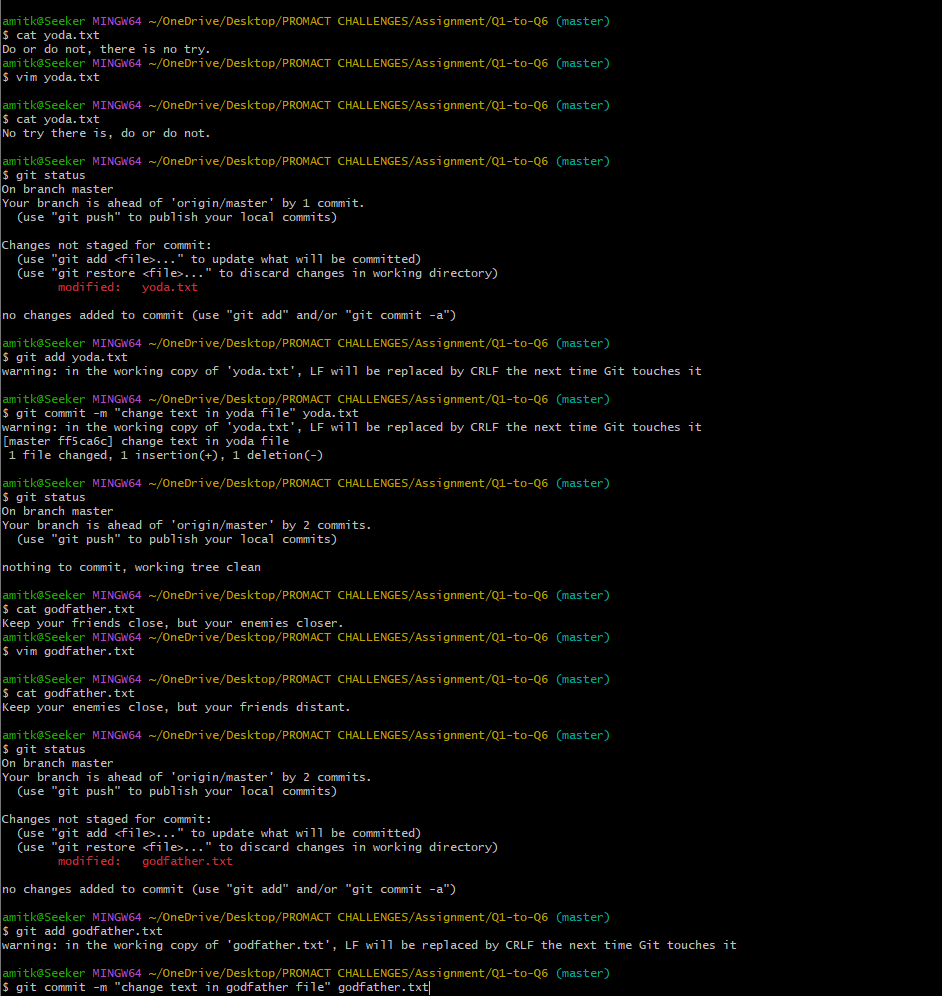 amitk@Seeker MINGW64 ~/OneDrive/Desktop/PROMACT CHALLENGES/Assignment/Q1-to-Q6 (master)
$ cat yoda.txt
Do or do not, there is no try.
amitk@Seeker MINGW64 ~/OneDrive/Desktop/PROMACT CHALLENGES/Assignment/Q1-to-Q6 (master)
$ vim yoda.txt
amitk@Seeker MINGW64 ~/OneDrive/Desktop/PROMACT CHALLENGES/Assignment/Q1-to-Q6 (master)
$ cat yoda.txt
No try there is, do or do not.
amitk@Seeker MINGW64 ~/OneDrive/Desktop/PROMACT CHALLENGES/Assignment/Q1-to-Q6 (master)
$ git status
On branch master
Your branch is ahead of 'origin/master' by 1 commit.
  (use "git push" to publish your local commits)
Changes not staged for commit:
  (use "git add <file>..." to update what will be committed)
  (use "git restore <file>..." to discard changes in working directory)
        modified:   yoda.txt
no changes added to commit (use "git add" and/or "git commit -a")
amitk@Seeker MINGW64 ~/OneDrive/Desktop/PROMACT CHALLENGES/Assignment/Q1-to-Q6 (master)
$ git add yoda.txt
warning: in the working copy of 'yoda.txt', LF will be replaced by CRLF the next time Git touches it
amitk@Seeker MINGW64 ~/OneDrive/Desktop/PROMACT CHALLENGES/Assignment/Q1-to-Q6 (master)
$ git commit -m "change text in yoda file" yoda.txt
warning: in the working copy of 'yoda.txt', LF will be replaced by CRLF the next time Git touches it
[master ff5ca6c] change text in yoda file
 1 file changed, 1 insertion(+), 1 deletion(-)
amitk@Seeker MINGW64 ~/OneDrive/Desktop/PROMACT CHALLENGES/Assignment/Q1-to-Q6 (master)
$ git status
On branch master
Your branch is ahead of 'origin/master' by 2 commits.
  (use "git push" to publish your local commits)
nothing to commit, working tree clean
amitk@Seeker MINGW64 ~/OneDrive/Desktop/PROMACT CHALLENGES/Assignment/Q1-to-Q6 (master)
$ cat godfather.txt
Keep your friends close, but your enemies closer.
amitk@Seeker MINGW64 ~/OneDrive/Desktop/PROMACT CHALLENGES/Assignment/Q1-to-Q6 (master)
$ vim godfather.txt
amitk@Seeker MINGW64 ~/OneDrive/Desktop/PROMACT CHALLENGES/Assignment/Q1-to-Q6 (master)
$ cat godfather.txt
Keep your enemies close, but your friends distant.
amitk@Seeker MINGW64 ~/OneDrive/Desktop/PROMACT CHALLENGES/Assignment/Q1-to-Q6 (master)
$ git status
On branch master
Your branch is ahead of 'origin/master' by 2 commits.
  (use "git push" to publish your local commits)
Changes not staged for commit:
  (use "git add <file>..." to update what will be committed)
  (use "git restore <file>..." to discard changes in working directory)
        modified:   godfather.txt
no changes added to commit (use "git add" and/or "git commit -a")
amitk@Seeker MINGW64 ~/OneDrive/Desktop/PROMACT CHALLENGES/Assignment/Q1-to-Q6 (master)
$ git add godfather.txt
warning: in the working copy of 'godfather.txt', LF will be replaced by CRLF the next time Git touches it
amitk@Seeker MINGW64 ~/OneDrive/Desktop/PROMACT CHALLENGES/Assignment/Q1-to-Q6 (master)
$ git commit -m "change text in godfather file" godfather.txt